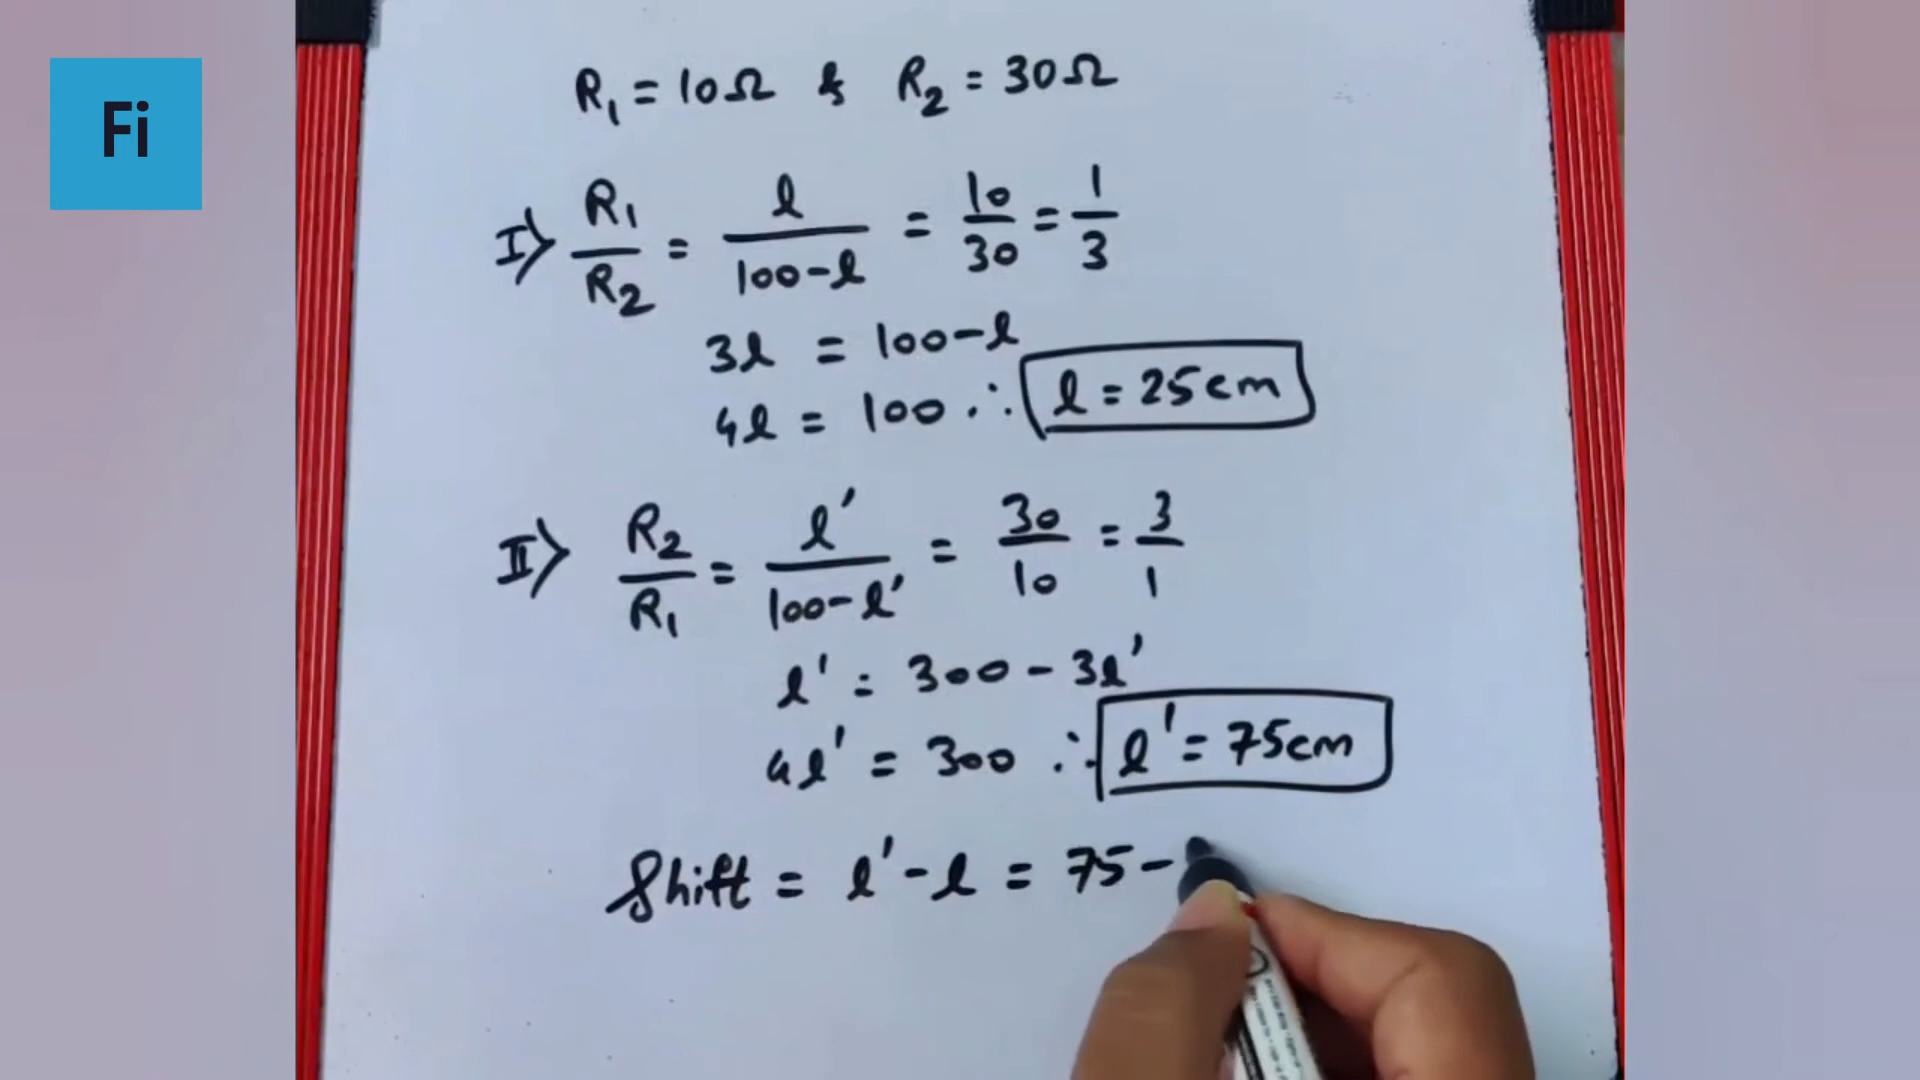 Fi
R₁ = 10Ω & R₂ = 30Ω
I) R₁/R₂ = l/(100-l) = 10/30 = 1/3
3l = 100-l
4l = 100 ∴ l = 25cm
II) R₂/R₁ = l'/(100-l') = 30/10 = 3/1
l' = 300 - 3l'
4l' = 300 ∴ l' = 75cm
Shift = l' - l = 75 -